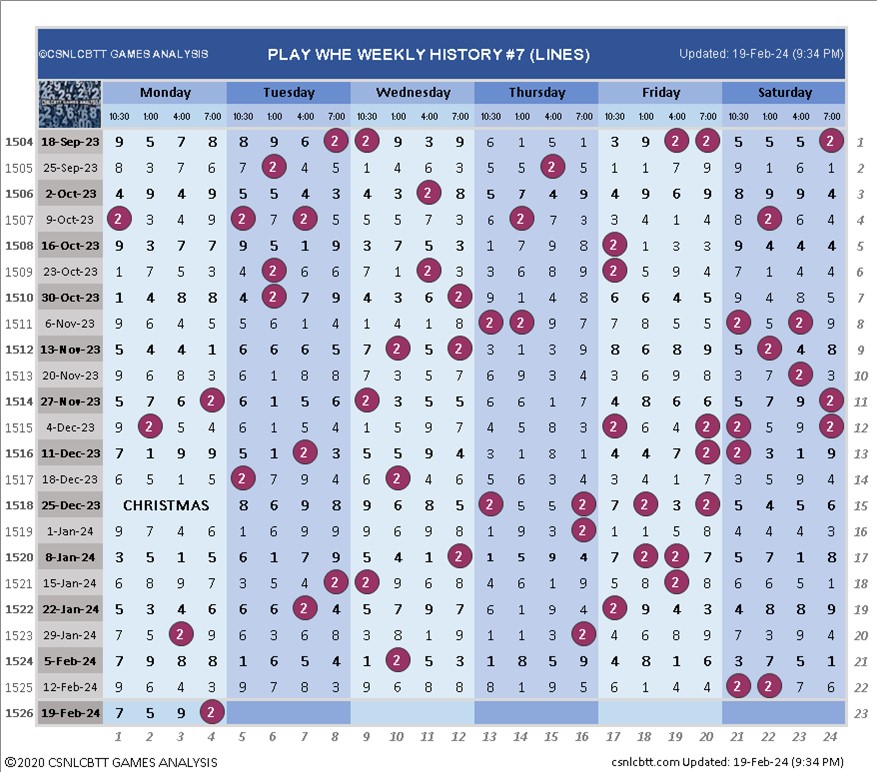 ©CSNLCBTT GAMES ANALYSIS PLAY WHE WEEKLY HISTORY #7 (LINES) Updated: 19-Feb-24 (9:34 PM)
Monday Tuesday Wednesday Thursday Friday Saturday
10:30 1:00 4:00 7:00 10:30 1:00 4:00 7:00 10:30 1:00 4:00 7:00 10:30 1:00 4:00 7:00 10:30 1:00 4:00 7:00 10:30 1:00 4:00 7:00
1504 18-Sep-23 9 5 7 8 8 9 6 2 2 9 3 9 6 1 5 1 3 9 2 2 5 5 5 2 1
1505 25-Sep-23 8 3 7 6 7 2 4 5 1 4 6 3 5 5 2 4 1 1 7 9 9 1 6 1 2
1506 2-Oct-23 4 9 4 9 5 5 4 3 4 3 2 8 5 7 4 9 4 9 6 9 8 9 9 4 3
1507 9-Oct-23 2 3 4 9 2 7 2 5 5 5 7 3 6 2 7 3 3 4 1 1 8 2 6 4 4
1508 16-Oct-23 9 3 7 7 9 5 1 9 3 7 5 3 1 7 9 8 2 1 3 3 9 4 4 4 5
1509 23-Oct-23 1 7 5 3 4 2 6 6 7 1 2 3 3 6 8 9 2 5 9 4 7 1 4 4 6
1510 30-Oct-23 1 4 8 8 4 2 7 9 4 3 6 2 9 1 4 8 6 6 4 5 9 4 8 5 7
1511 6-Nov-23 9 6 4 5 5 6 1 4 1 4 1 8 2 2 9 7 7 8 5 5 2 5 2 9 8
1512 13-Nov-23 5 4 4 1 6 6 6 5 7 2 5 2 3 1 3 9 8 6 8 9 5 2 4 8 9
1513 20-Nov-23 9 6 8 3 6 1 8 8 7 3 5 7 6 9 3 4 3 6 9 8 3 7 2 3 10
1514 27-Nov-23 5 7 6 2 6 1 5 6 2 3 5 5 6 6 1 7 4 8 6 6 5 7 9 2 11
1515 4-Dec-23 9 2 5 4 6 1 5 4 1 5 9 7 4 5 8 3 2 6 4 2 2 5 9 2 12
1516 11-Dec-23 7 1 9 9 5 1 2 3 5 5 9 4 3 1 8 1 4 4 7 2 2 3 1 9 13
1517 18-Dec-23 6 5 1 5 2 7 9 4 6 2 4 5 7 6 3 4 3 4 1 7 3 5 9 4 14
1518 25-Dec-23 CHRISTMAS 8 6 9 8 9 6 8 5 2 5 5 2 7 2 3 2 5 4 5 6 15
1519 1-Jan-24 9 7 4 6 1 6 9 9 9 6 9 8 1 9 3 2 1 1 5 8 4 4 4 3 16
1520 8-Jan-24 3 5 1 5 6 1 7 9 5 4 1 2 1 5 9 4 7 2 2 7 5 7 1 8 17
1521 15-Jan-24 6 8 9 7 3 5 4 2 2 9 6 8 4 6 1 9 5 8 2 8 6 6 5 1 18
1522 22-Jan-24 5 3 4 6 6 6 2 4 5 7 9 7 6 1 9 4 2 9 4 3 4 8 8 9 19
1523 29-Jan-24 7 5 2 9 6 3 6 8 3 8 1 9 1 1 3 2 4 6 8 9 7 3 9 4 20
1524 5-Feb-24 7 9 8 8 1 6 5 4 1 2 5 3 1 8 5 9 4 8 1 6 3 7 5 1 21
1525 12-Feb-24 9 6 4 3 9 7 8 3 9 6 8 8 8 1 9 5 6 1 4 4 2 2 7 6 22
1526 19-Feb-24 7 5 9 2 23
1 2 3 4 5 6 7 8 9 10 11 12 13 14 15 16 17 18 19 20 21 22 23 24
©2020 CSNLCBTT GAMES ANALYSIS csnlcbtt.com Updated: 19-Feb-24 (9:34 PM)